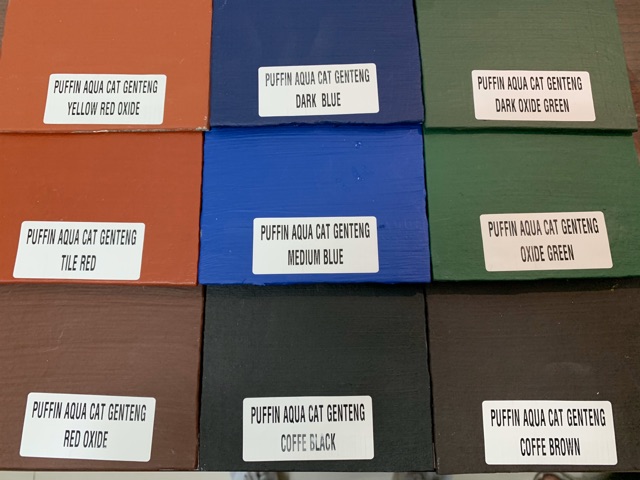 PUFFIN AQUA CAT GENTENG
YELLOW RED OXIDE
PUFFIN AQUA CAT GENTENG
DARK BLUE
PUFFIN AQUA CAT GENTENG
DARK OXIDE GREEN
PUFFIN AQUA CAT GENTENG
TILE RED
PUFFIN AQUA CAT GENTENG
MEDIUM BLUE
PUFFIN AQUA CAT GENTENG
OXIDE GREEN
PUFFIN AQUA CAT GENTENG
RED OXIDE
PUFFIN AQUA CAT GENTENG
COFFE BLACK
PUFFIN AQUA CAT GENTENG
COFFE BROWN